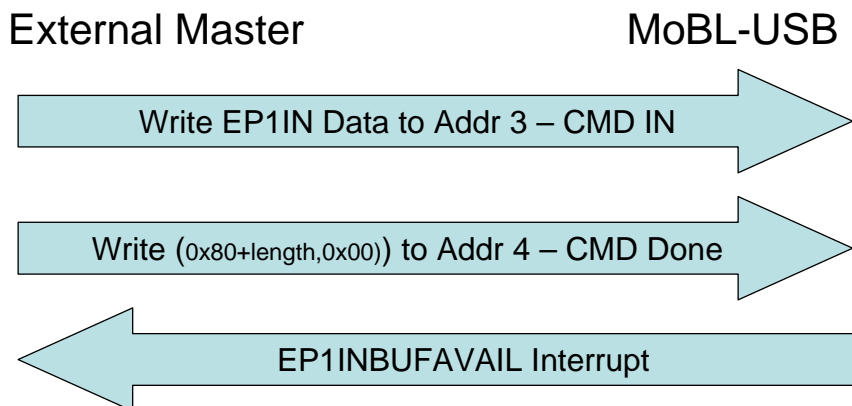 External Master MoBL-USB
Write EP1IN Data to Addr 3 – CMD IN
Write (0x80+length,0x00)) to Addr 4 – CMD Done
EP1INBUFAVAIL Interrupt